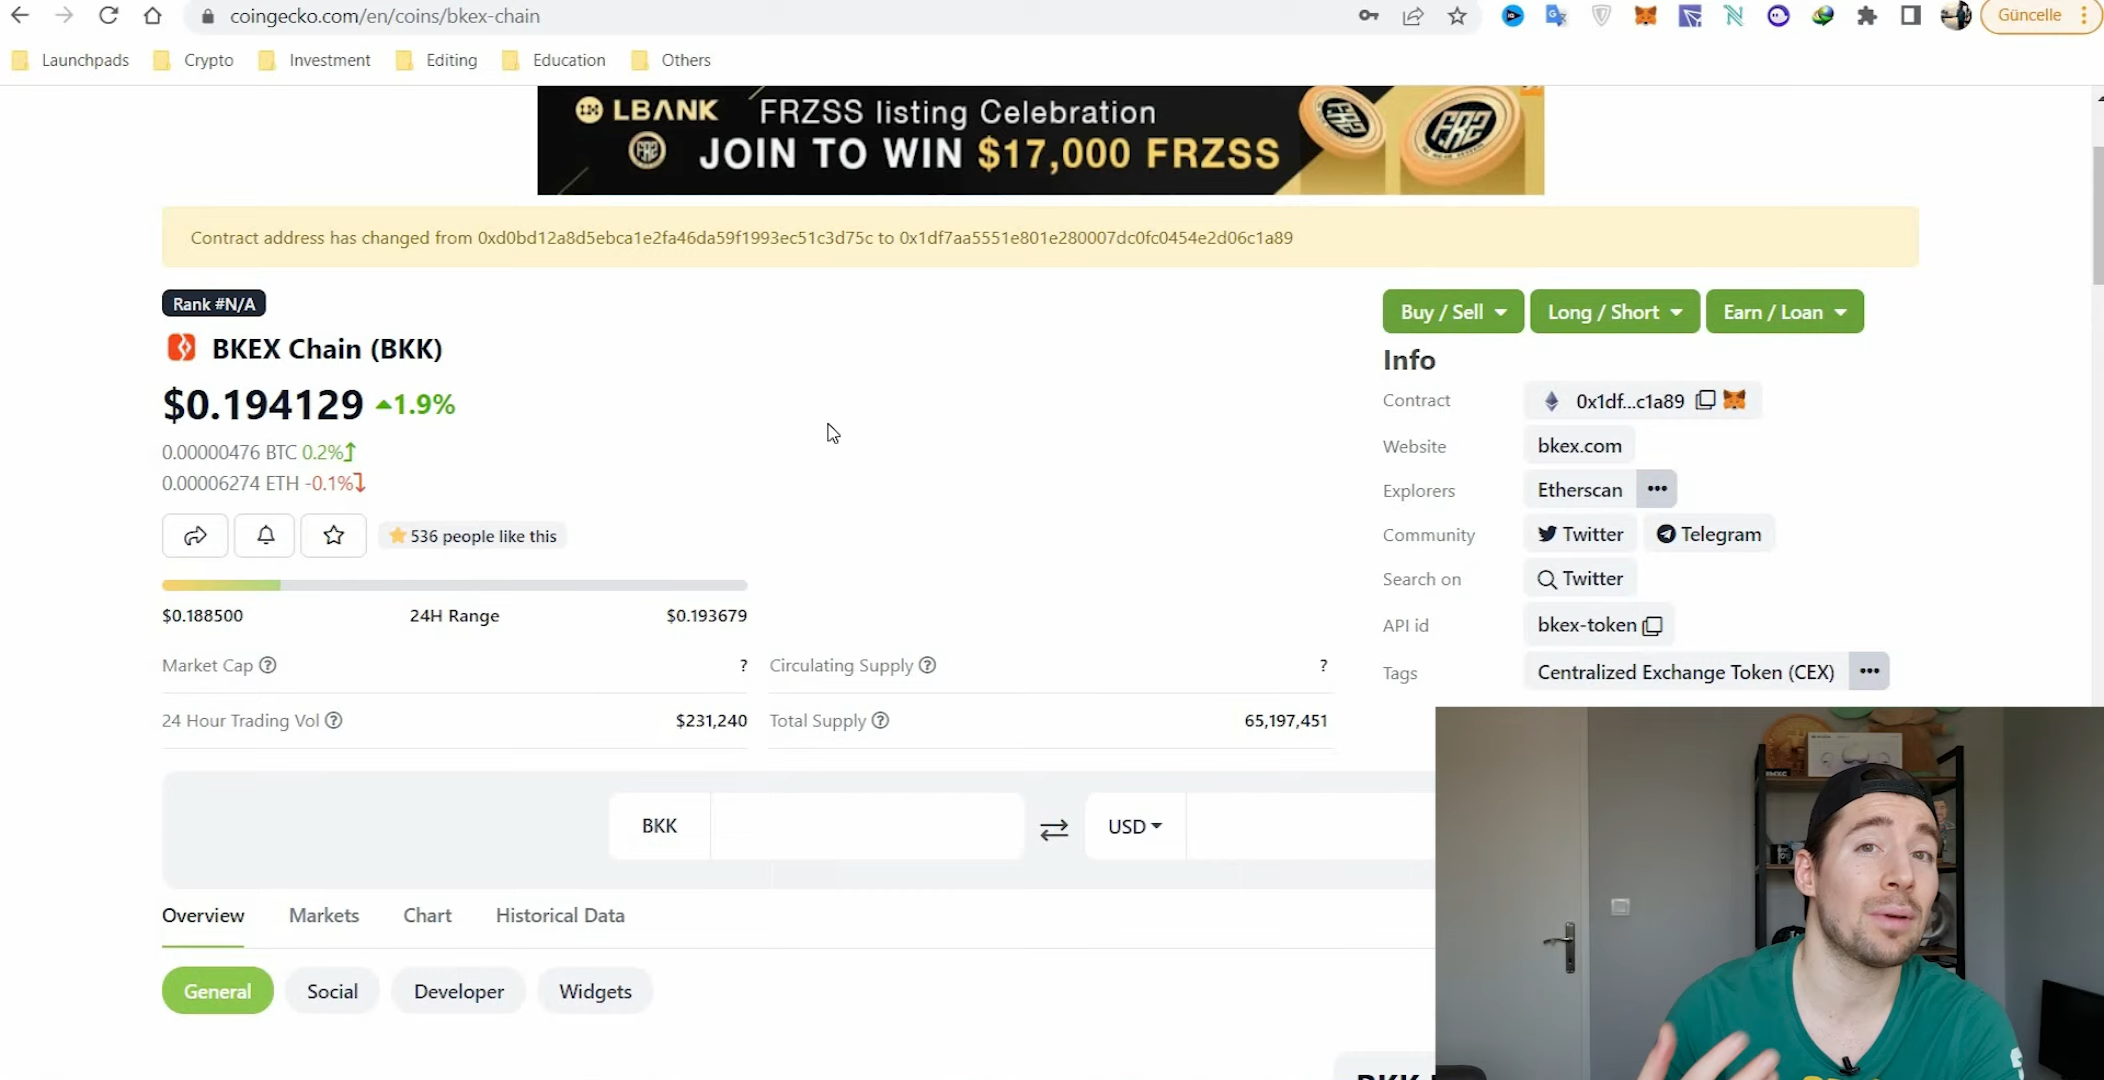 coingecko.com/en/coins/bkex-chain
Güncelle
Launchpads Crypto Investment Editing Education Others
LBANK FRZSS listing Celebration
JOIN TO WIN $17,000 FRZSS
Contract address has changed from 0xd0bd12a8d5ebca1e2fa46da59f1993ec51c3d75c to 0x1df7aa5551e801e280007dc0fc0454e2d06c1a89
Rank #N/A
BKEX Chain (BKK)
$0.194129 1.9%
0.00000476 BTC 0.2%
0.00006274 ETH -0.1%
536 people like this
$0.188500 24H Range $0.193679
Market Cap ?
Circulating Supply ?
24 Hour Trading Vol $231,240
Total Supply 65,197,451
Buy / Sell Long / Short Earn / Loan
Info
Contract 0x1df...c1a89
Website bkex.com
Explorers Etherscan
Community Twitter Telegram
Search on Twitter
API id bkex-token
Tags Centralized Exchange Token (CEX)
BKK USD
Overview Markets Chart Historical Data
General Social Developer Widgets